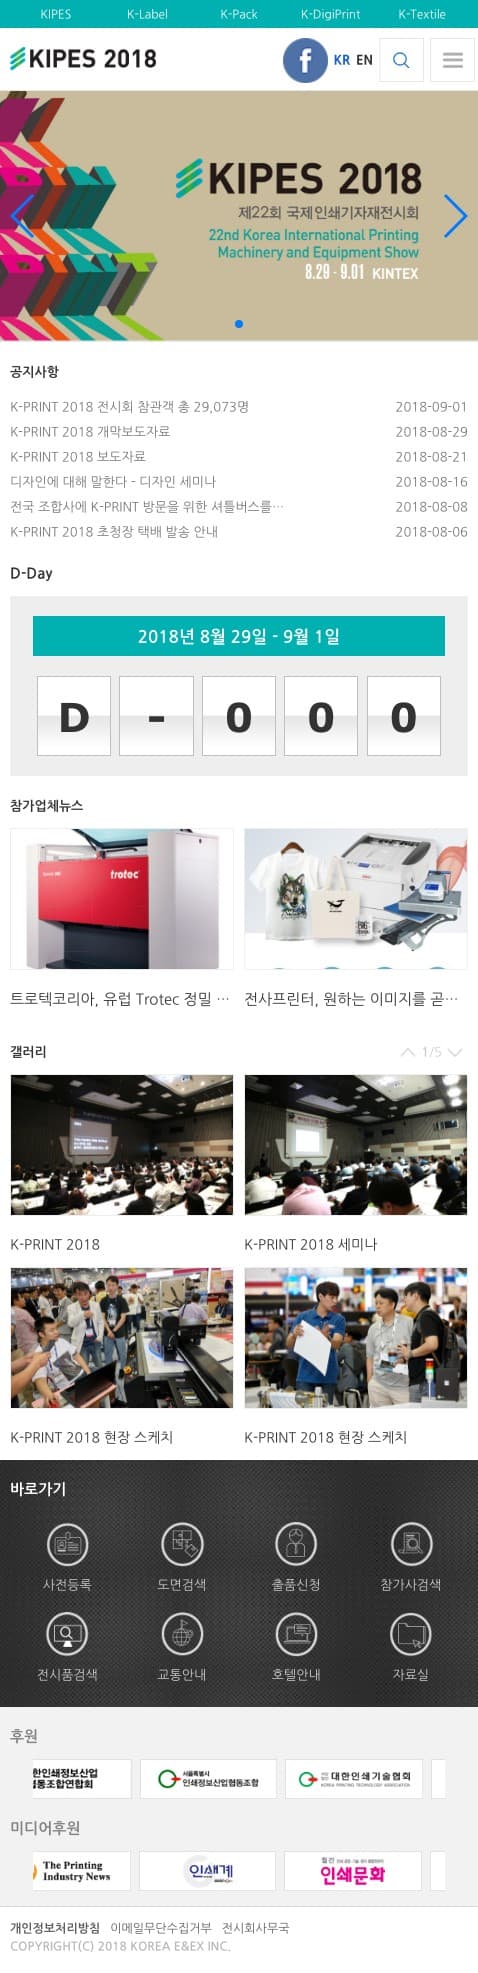 KIPES K-Label K-Pack K-DigiPrint K-Textile
KIPES 2018
f KR EN
KIPES 2018
제22회 국제인쇄기자재전시회
22nd Korea International Printing
Machinery and Equipment Show
8.29 - 9.01 KINTEX
공지사항
K-PRINT 2018 전시회 참관객 총 29,073명 2018-09-01
K-PRINT 2018 개막보도자료 2018-08-29
K-PRINT 2018 보도자료 2018-08-21
디자인에 대해 말한다 - 디자인 세미나 2018-08-16
전국 조합사에 K-PRINT 방문을 위한 셔틀버스를… 2018-08-08
K-PRINT 2018 초청장 택배 발송 안내 2018-08-06
D-Day
2018년 8월 29일 - 9월 1일
D - 0 0 0
참가업체뉴스
trotec
트로텍코리아, 유럽 Trotec 정밀 … 전사프린터, 원하는 이미지를 곧…
갤러리 1/5
K-PRINT 2018 K-PRINT 2018 세미나
K-PRINT 2018 현장 스케치 K-PRINT 2018 현장 스케치
바로가기
사전등록 도면검색 출품신청 참가사검색
전시품검색 교통안내 호텔안내 자료실
후원
한인쇄정보산업
협동조합연합회
서울특별시
인쇄정보산업협동조합
대한인쇄기술협회
KOREA PRINTING TECHNOLOGY ASSOCIATION
미디어후원
The Printing
Industry News
인쇄계
월간
인쇄문화
개인정보처리방침 이메일무단수집거부 전시회사무국
COPYRIGHT(C) 2018 KOREA E&EX INC.